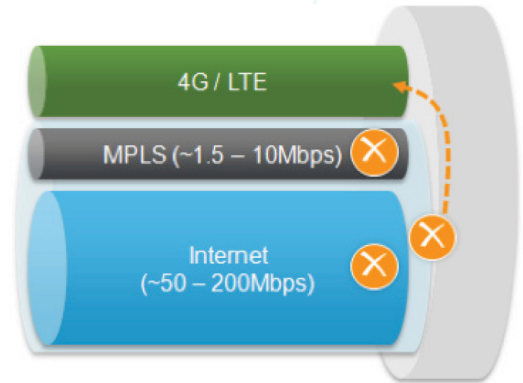 4G / LTE
MPLS (~1.5 – 10Mbps)
Internet
(~50 – 200Mbps)